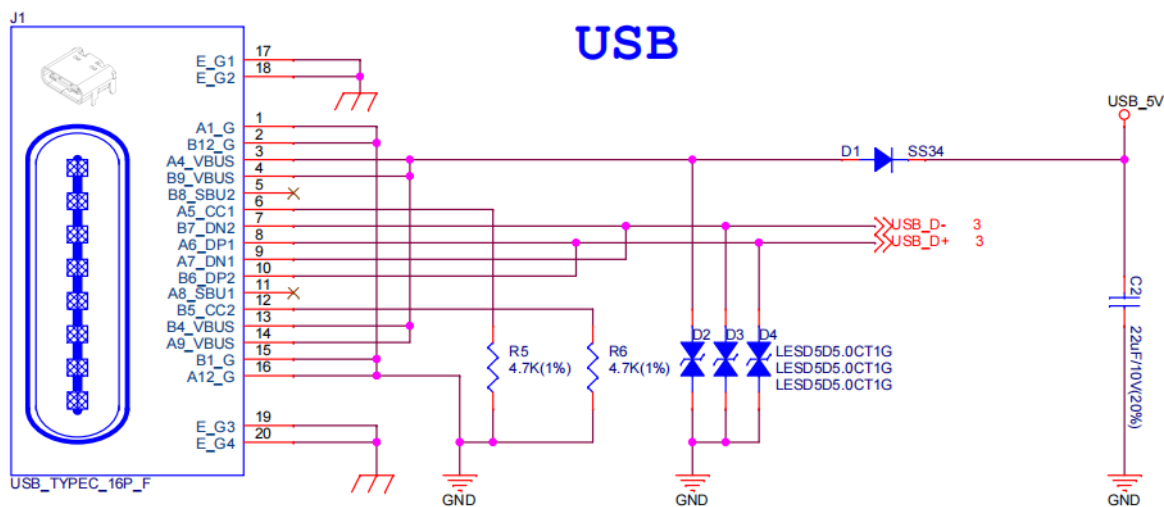 J1
USB
E_G1 17
E_G2 18
A1_G 1
B12_G 2
A4_VBUS 3
B9_VBUS 4
B8_SBU2 5
A5_CC1 6
B7_DN2 7
A6_DP1 8
A7_DN1 9
B6_DP2 10
A8_SBU1 11
B5_CC2 12
B4_VBUS 13
A9_VBUS 14
B1_G 15
A12_G 16
E_G3 19
E_G4 20
USB_TYPEC_16P_F
USB_5V
D1 SS34
USB_D- 3
USB_D+ 3
C2
22uF/10V(20%)
R5
4.7K(1%)
R6
4.7K(1%)
D2 D3 D4
LESD5D5.0CT1G
LESD5D5.0CT1G
LESD5D5.0CT1G
GND
GND
GND